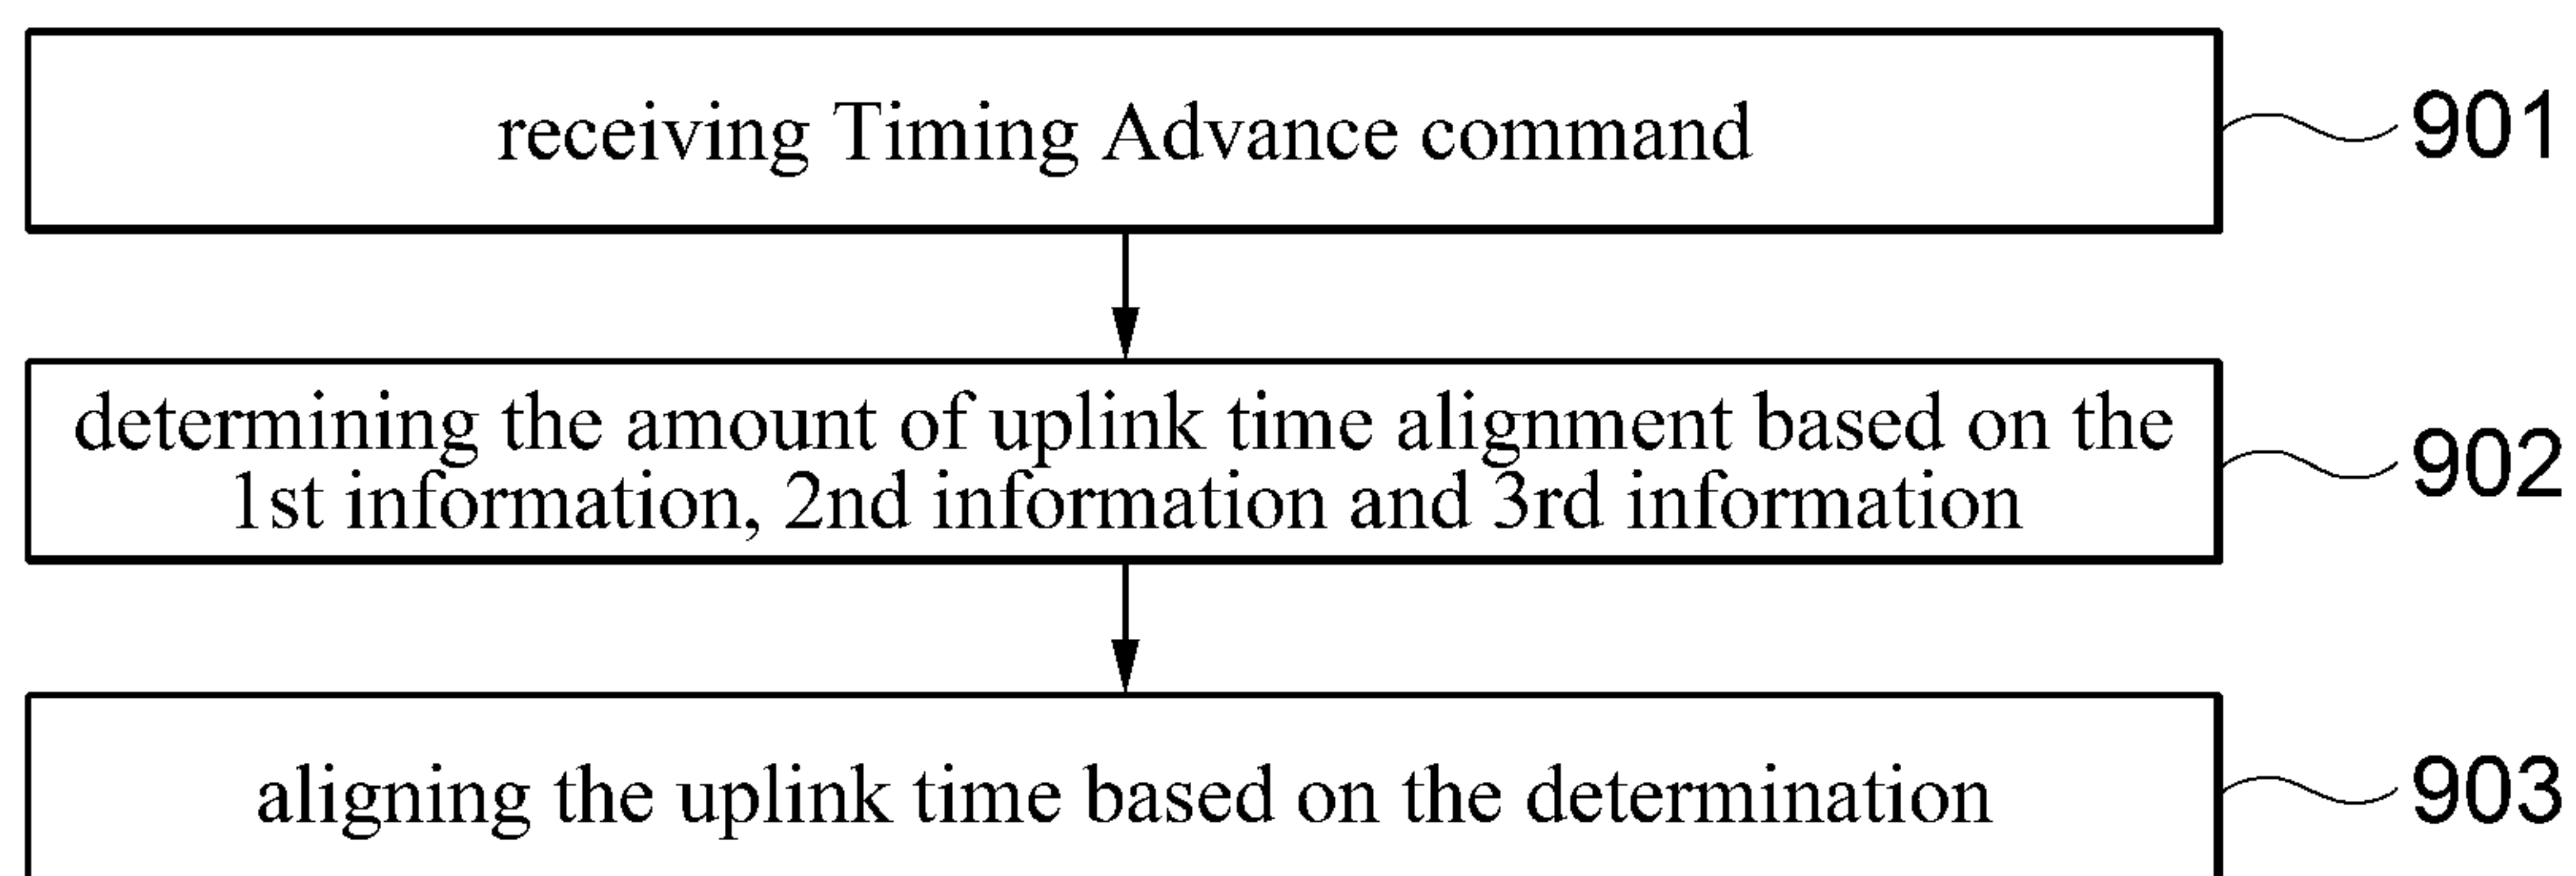 receiving Timing Advance command
901
determining the amount of uplink time alignment based on the
1st information, 2nd information and 3rd information
902
aligning the uplink time based on the determination
903